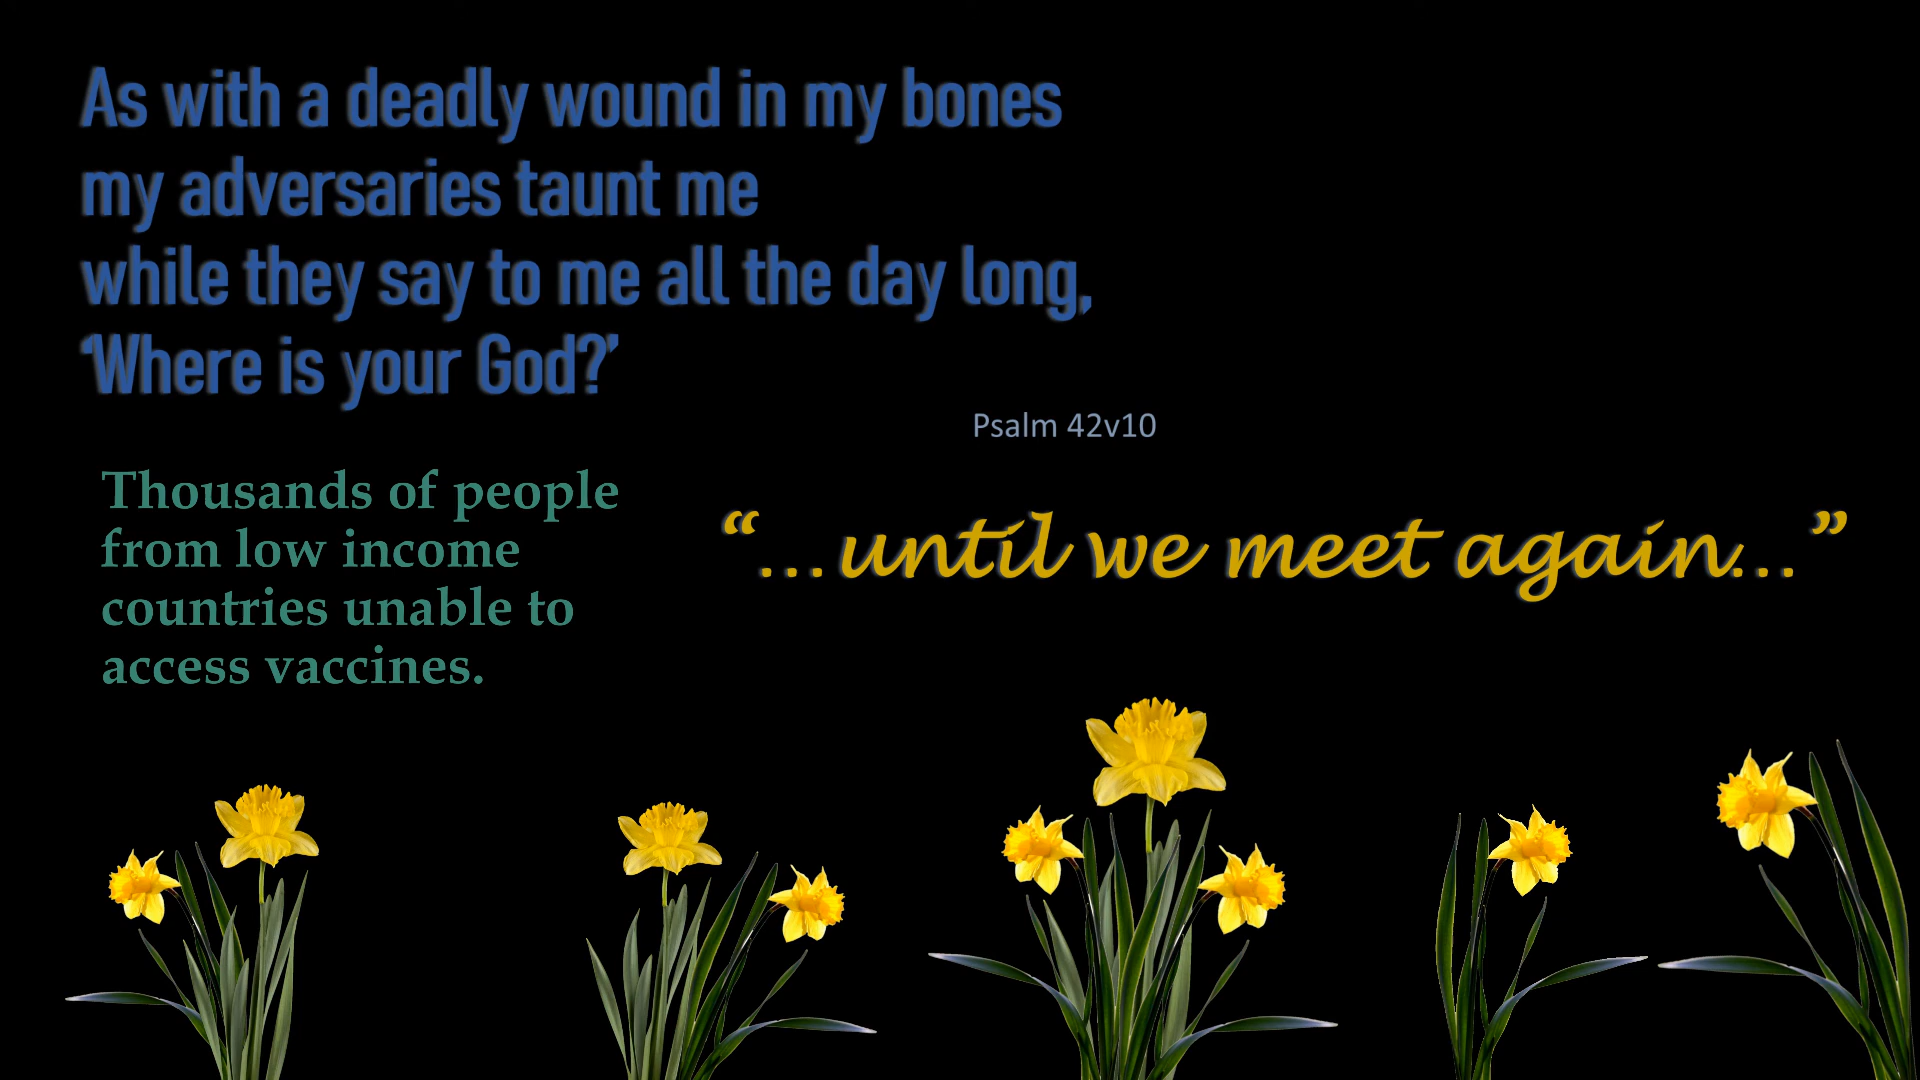 As with a deadly wound in my bones
my adversaries taunt me
while they say to me all the day long,
‘Where is your God?’
Psalm 42v10
Thousands of people
from low income
countries unable to
access vaccines.
“…until we meet again…”